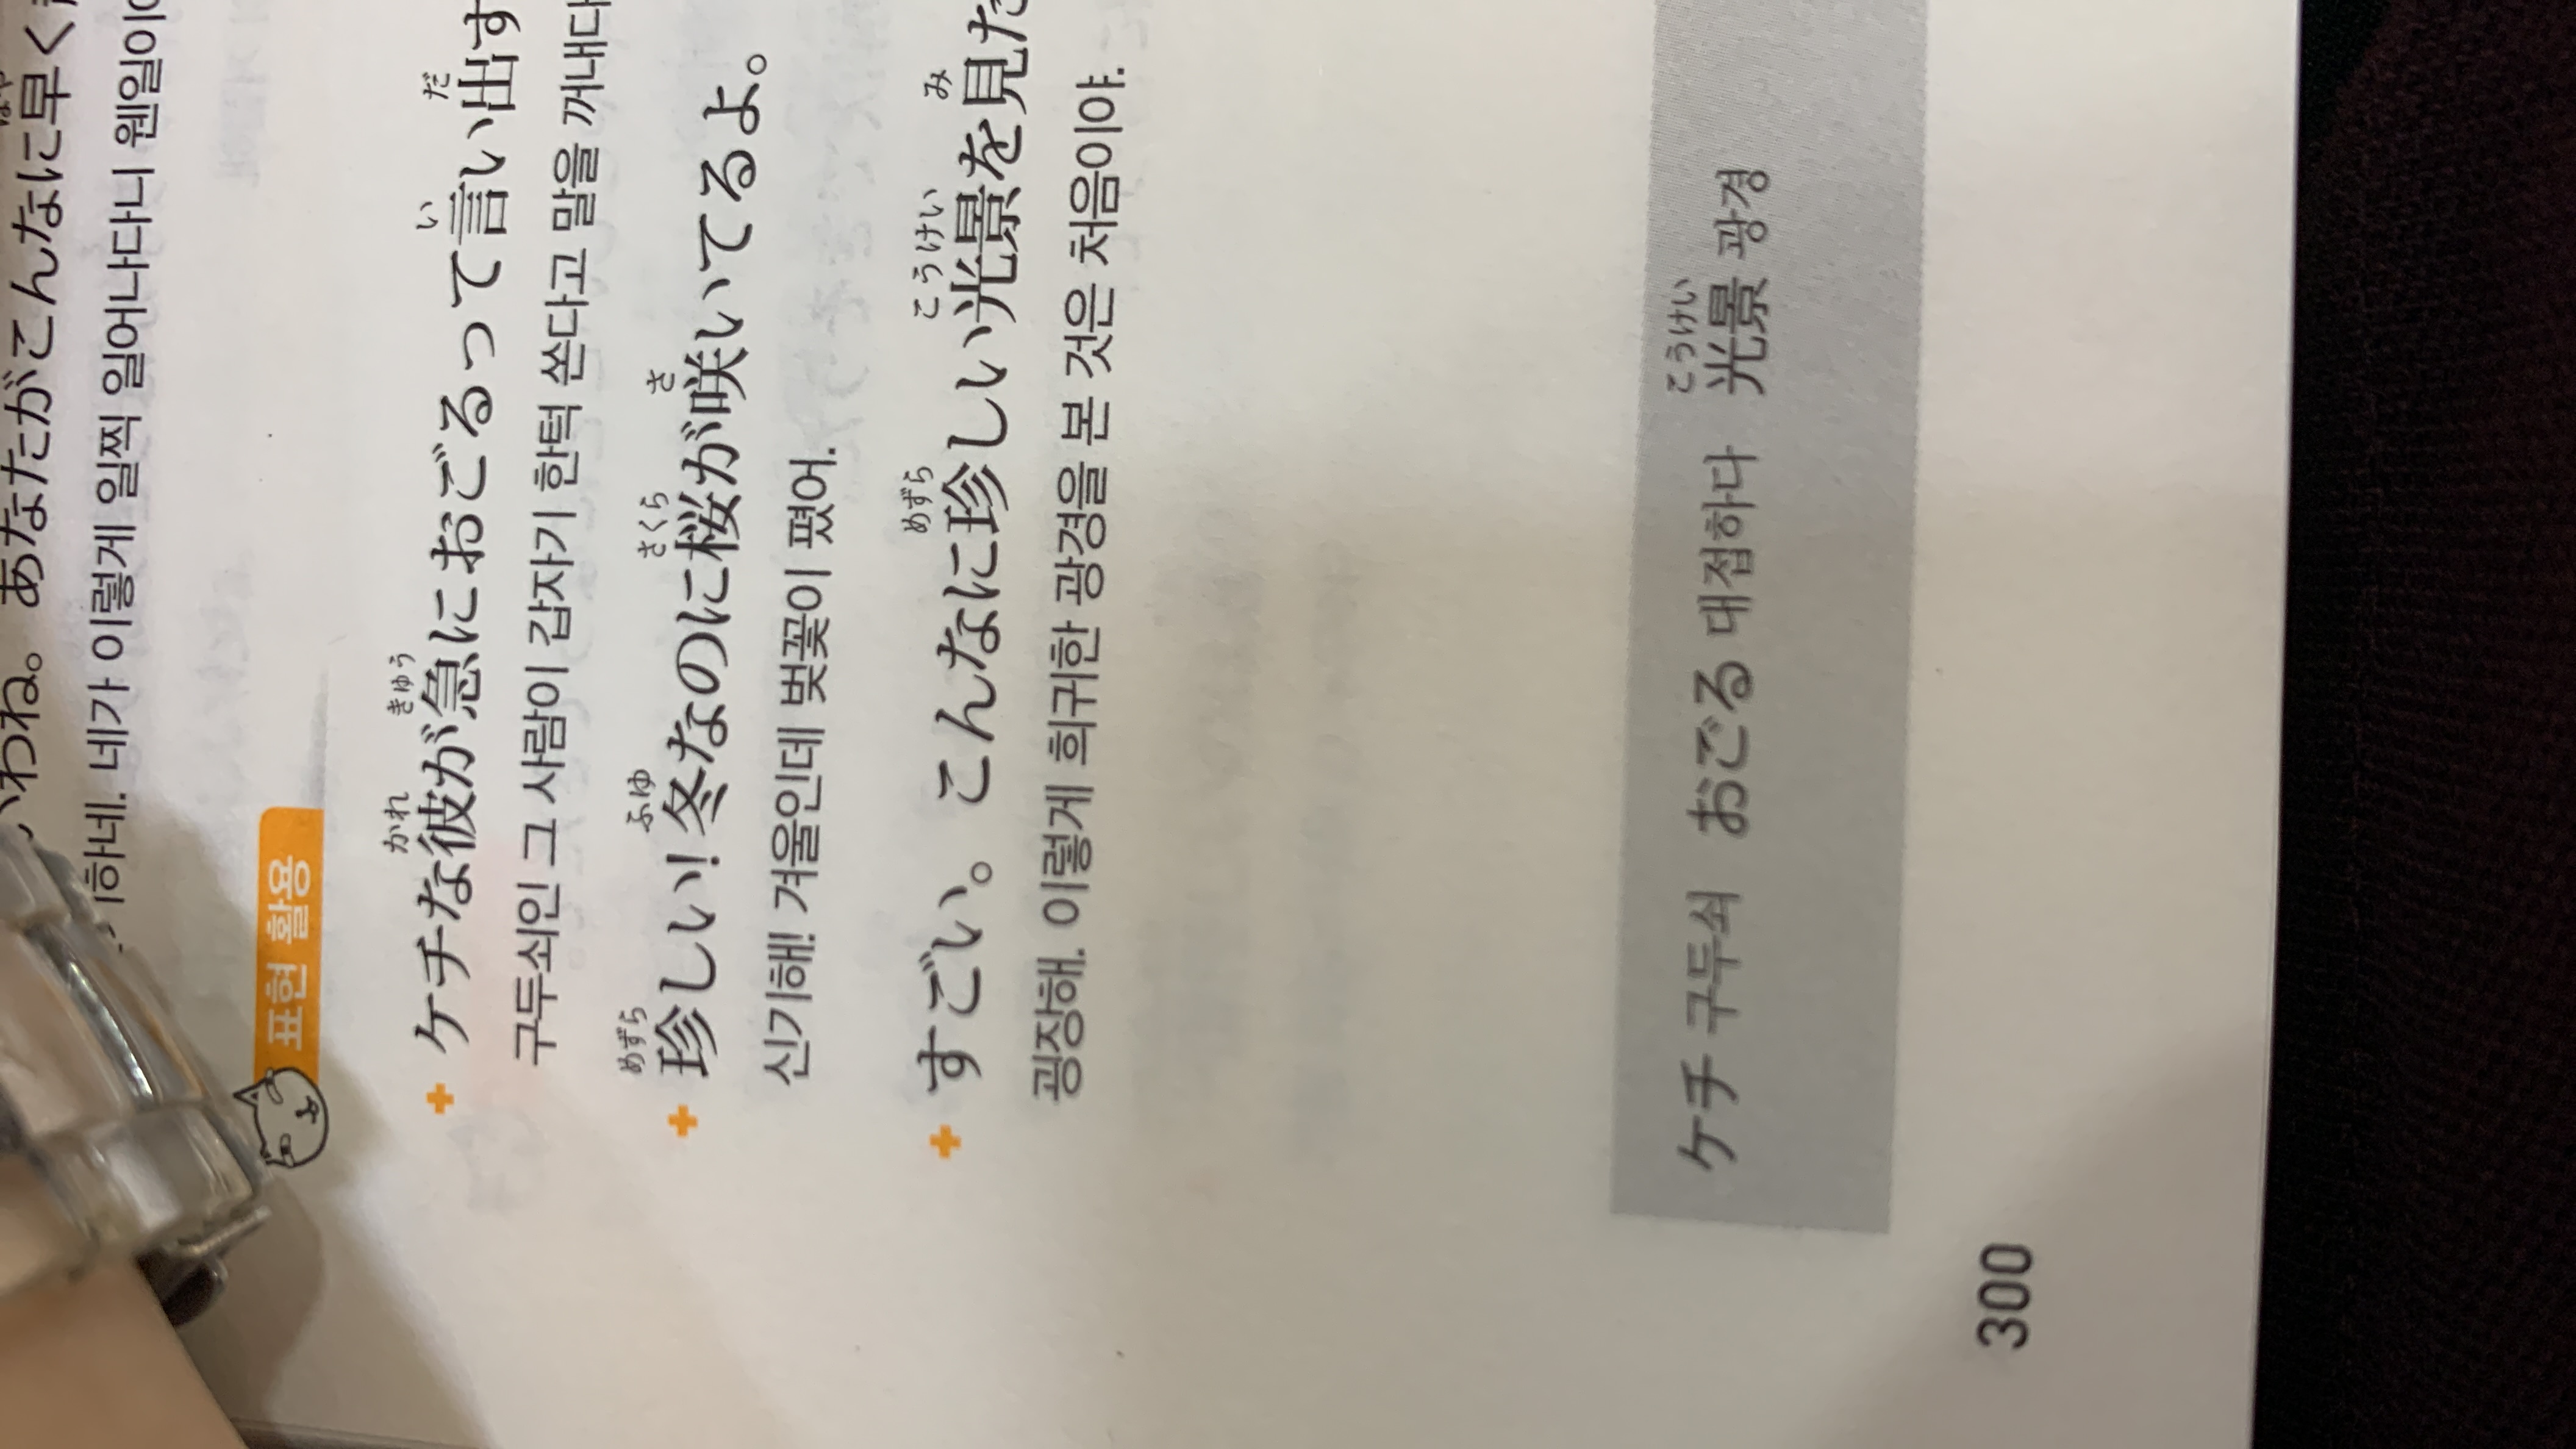 わね。あなたがこんなに早く
하네. 네가 이렇게 일찍 일어나다니 웬일이
표현 활용
かれ きゅう い だ
ケチな彼が急におごるって言い出す
구두쇠인 그 사람이 갑자기 한턱 쏜다고 말을 꺼내다
めずら ふゆ さくら さ
珍しい! 冬なのに桜が咲いてるよ。
신기해! 겨울인데 벚꽃이 폈어.
めずら こうけい み
すごい。こんなに珍しい光景を見た
굉장해. 이렇게 희귀한 광경을 본 것은 처음이야.
こうけい
ケチ 구두쇠 おごる 대접하다 光景 광경
300